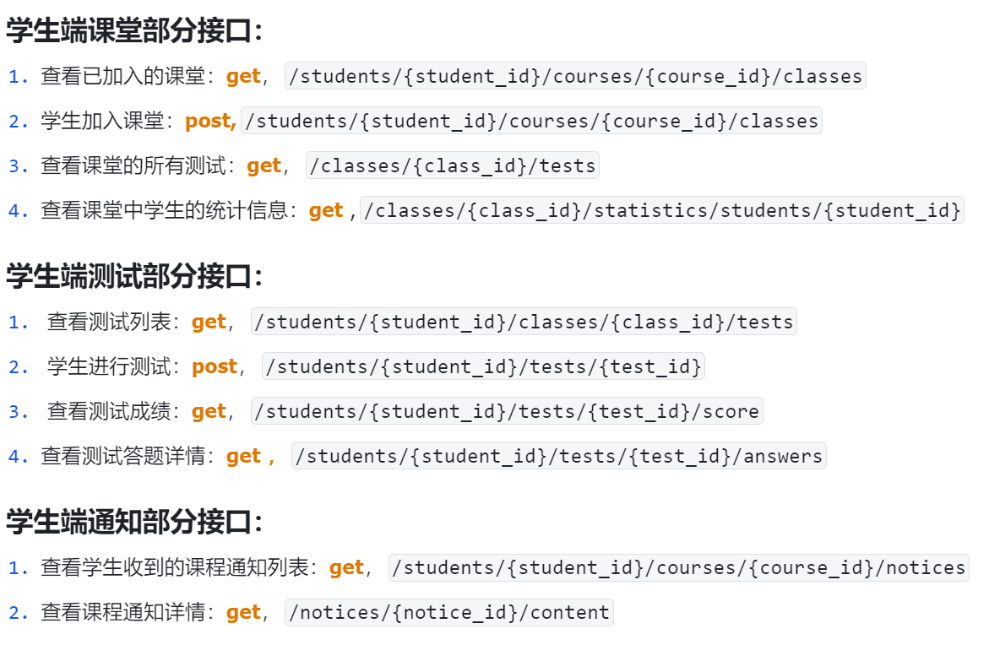 学生端课堂部分接口：
1. 查看已加入的课堂：get， /students/{student_id}/courses/{course_id}/classes
2. 学生加入课堂：post, /students/{student_id}/courses/{course_id}/classes
3. 查看课堂的所有测试：get， /classes/{class_id}/tests
4. 查看课堂中学生的统计信息：get , /classes/{class_id}/statistics/students/{student_id}
学生端测试部分接口：
1. 查看测试列表：get， /students/{student_id}/classes/{class_id}/tests
2. 学生进行测试：post， /students/{student_id}/tests/{test_id}
3. 查看测试成绩：get， /students/{student_id}/tests/{test_id}/score
4. 查看测试答题详情：get ， /students/{student_id}/tests/{test_id}/answers
学生端通知部分接口：
1. 查看学生收到的课程通知列表：get， /students/{student_id}/courses/{course_id}/notices
2. 查看课程通知详情：get， /notices/{notice_id}/content